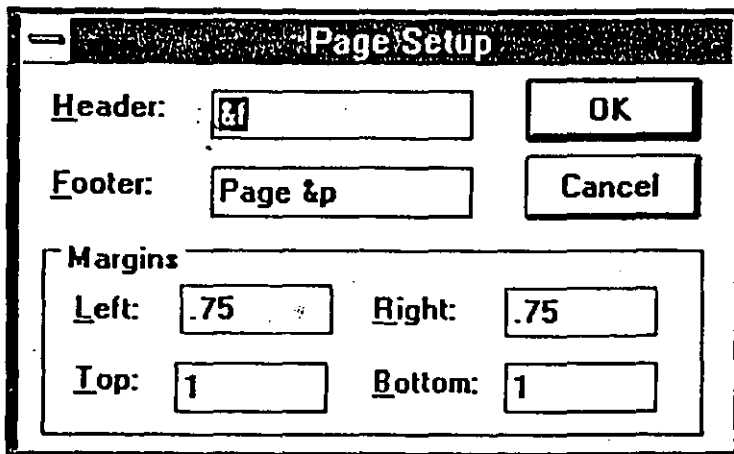 Page Setup
Header: &f OK
Footer: Page &p Cancel
Margins
Left: .75 Right: .75
Top: 1 Bottom: 1